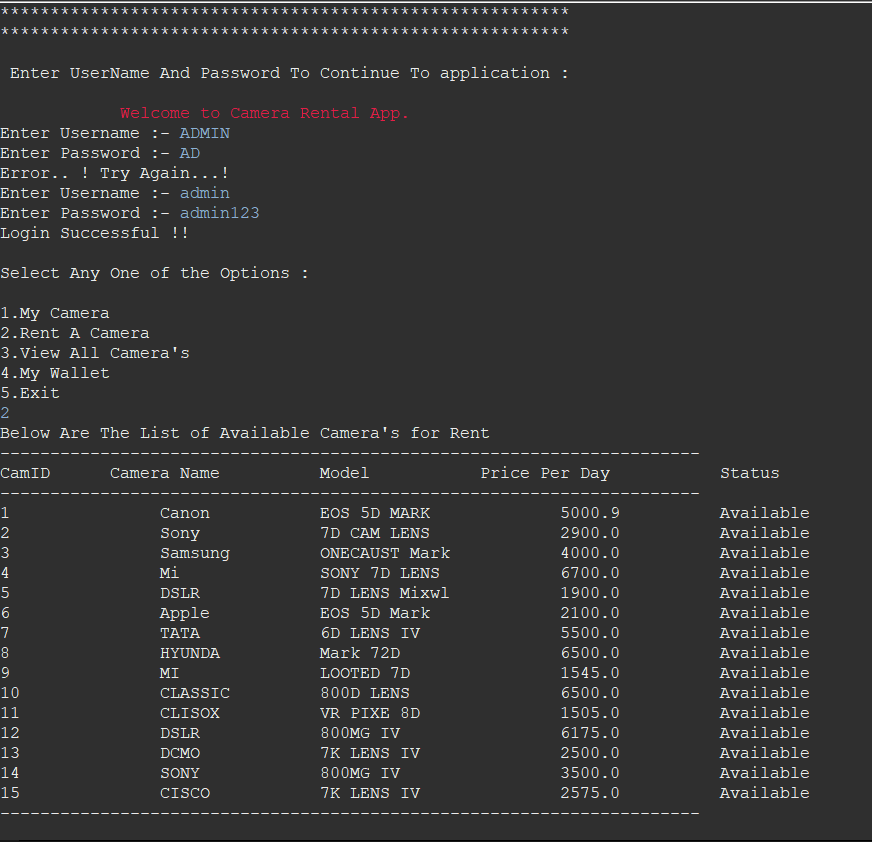 *********************************************************
*********************************************************
Enter UserName And Password To Continue To application :
Welcome to Camera Rental App.
Enter Username :- ADMIN
Enter Password :- AD
Error.. ! Try Again...!
Enter Username :- admin
Enter Password :- admin123
Login Successful !!
Select Any One of the Options :
1.My Camera
2.Rent A Camera
3.View All Camera's
4.My Wallet
5.Exit
2
Below Are The List of Available Camera's for Rent
----------------------------------------------------------------------
CamID      Camera Name          Model           Price Per Day           Status
----------------------------------------------------------------------
1               Canon           EOS 5D MARK             5000.9          Available
2               Sony            7D CAM LENS             2900.0          Available
3               Samsung         ONECAUST Mark           4000.0          Available
4               Mi              SONY 7D LENS            6700.0          Available
5               DSLR            7D LENS Mixwl           1900.0          Available
6               Apple           EOS 5D Mark             2100.0          Available
7               TATA            6D LENS IV              5500.0          Available
8               HYUNDA          Mark 72D                6500.0          Available
9               MI              LOOTED 7D               1545.0          Available
10              CLASSIC         800D LENS               6500.0          Available
11              CLISOX          VR PIXE 8D              1505.0          Available
12              DSLR            800MG IV                6175.0          Available
13              DCMO            7K LENS IV              2500.0          Available
14              SONY            800MG IV                3500.0          Available
15              CISCO           7K LENS IV              2575.0          Available
----------------------------------------------------------------------